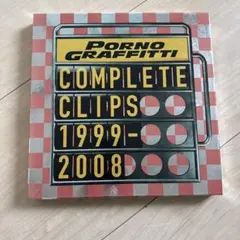 PORNO
GRAFFITTI
COMPLETE
CLIPS
1999-
2008